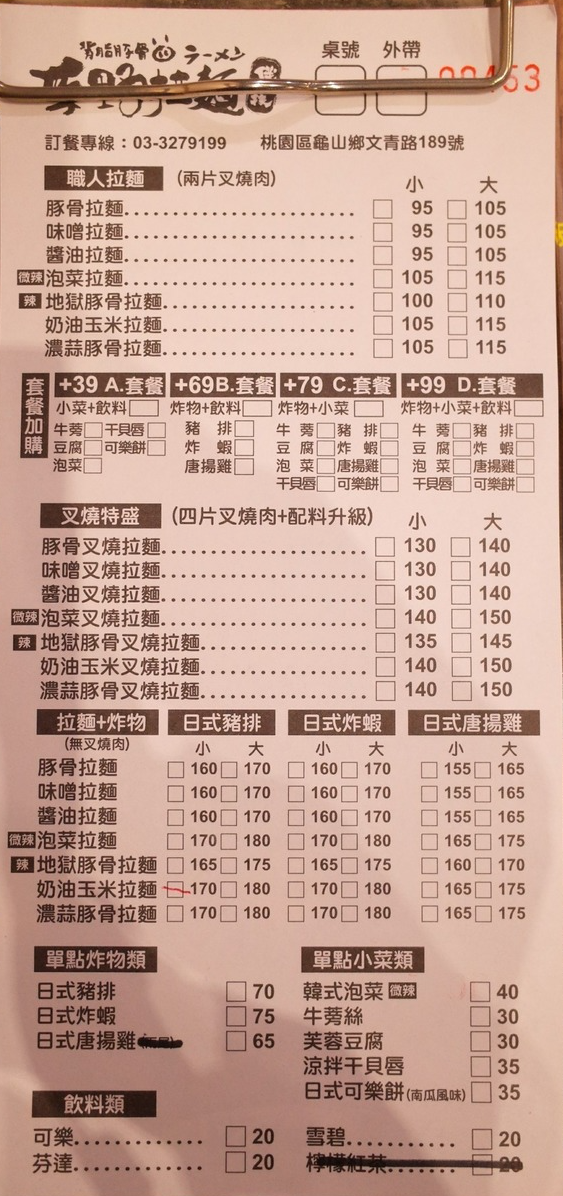 背脂豚骨 ラーメン
野拉麵
桌號 外帶
訂餐專線：03-3279199 桃園區龜山鄉文青路189號
職人拉麵 (兩片叉燒肉) 小 大
豚骨拉麵 95 105
味噌拉麵 95 105
醬油拉麵 95 105
微辣 泡菜拉麵 105 115
辣 地獄豚骨拉麵 100 110
奶油玉米拉麵 105 115
濃蒜豚骨拉麵 105 115
套餐加購
+39 A.套餐 +69B.套餐 +79 C.套餐 +99 D.套餐
小菜+飲料 炸物+飲料 炸物+小菜 炸物+小菜+飲料
牛蒡 干貝唇 豬排 牛蒡 豬排 牛蒡 豬排
豆腐 可樂餅 炸蝦 豆腐 炸蝦 豆腐 炸蝦
泡菜 唐揚雞 泡菜 唐揚雞 泡菜 唐揚雞
干貝唇 可樂餅 干貝唇 可樂餅
叉燒特盛 (四片叉燒肉+配料升級) 小 大
豚骨叉燒拉麵 130 140
味噌叉燒拉麵 130 140
醬油叉燒拉麵 130 140
微辣 泡菜叉燒拉麵 140 150
辣 地獄豚骨叉燒拉麵 135 145
奶油玉米叉燒拉麵 140 150
濃蒜豚骨叉燒拉麵 140 150
拉麵+炸物 日式豬排 日式炸蝦 日式唐揚雞
(無叉燒肉) 小 大 小 大 小 大
豚骨拉麵 160 170 160 170 155 165
味噌拉麵 160 170 160 170 155 165
醬油拉麵 160 170 160 170 155 165
微辣 泡菜拉麵 170 180 170 180 165 175
辣 地獄豚骨拉麵 165 175 165 175 160 170
奶油玉米拉麵 170 180 170 180 165 175
濃蒜豚骨拉麵 170 180 170 180 165 175
單點炸物類 單點小菜類
日式豬排 70 韓式泡菜 微辣 40
日式炸蝦 75 牛蒡絲 30
日式唐揚雞 65 芙蓉豆腐 30
涼拌干貝唇 35
日式可樂餅(南瓜風味) 35
飲料類
可樂 20 雪碧 20
芬達 20 檸檬紅茶 20